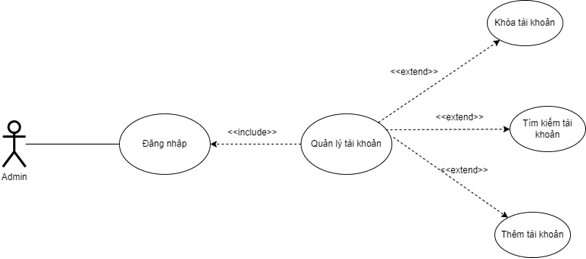 Khóa tài khoản
<<extend>>
<<include>>
<<extend>>
Tìm kiếm tài
khoản
Đăng nhập
Quản lý tài khoản
<<extend>>
Admin
Thêm tài khoản